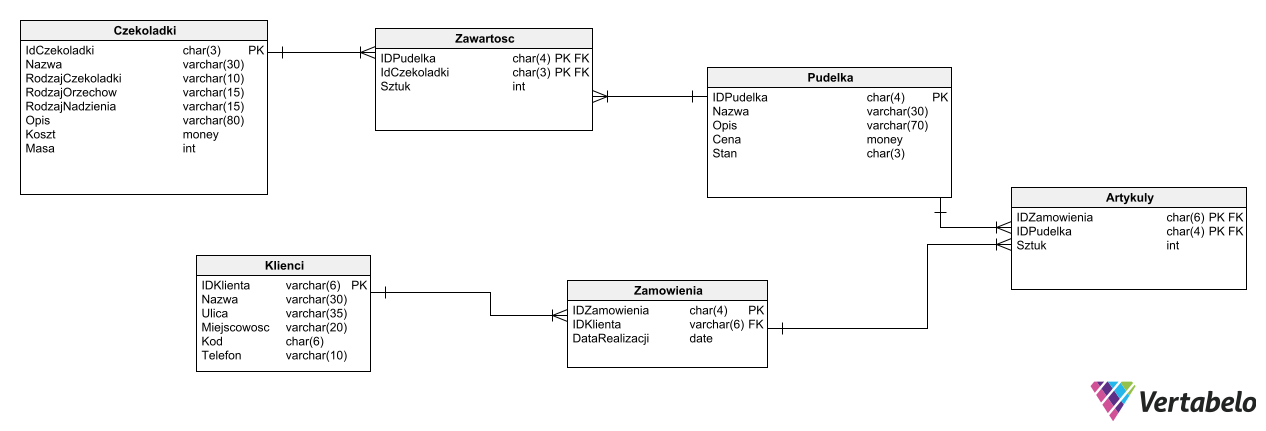 Czekoladki
IdCzekoladki char(3) PK
Nazwa varchar(30)
RodzajCzekoladki varchar(10)
RodzajOrzechow varchar(15)
RodzajNadzienia varchar(15)
Opis varchar(80)
Koszt money
Masa int
Zawartosc
IDPudelka char(4) PK FK
IdCzekoladki char(3) PK FK
Sztuk int
Pudelka
IDPudelka char(4) PK
Nazwa varchar(30)
Opis varchar(70)
Cena money
Stan char(3)
Artykuly
IDZamowienia char(6) PK FK
IDPudelka char(4) PK FK
Sztuk int
Klienci
IDKlienta varchar(6) PK
Nazwa varchar(30)
Ulica varchar(35)
Miejscowosc varchar(20)
Kod char(6)
Telefon varchar(10)
Zamowienia
IDZamowienia char(4) PK
IDKlienta varchar(6) FK
DataRealizacji date
Vertabelo